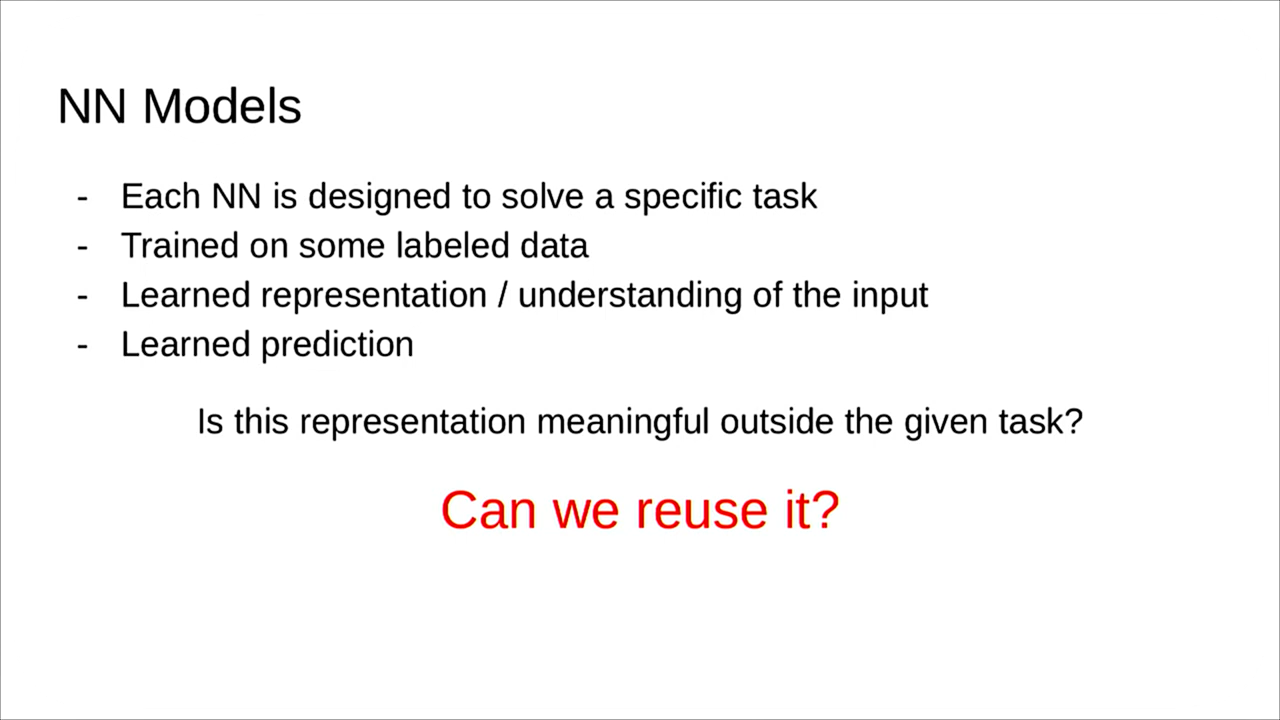 NN Models
- Each NN is designed to solve a specific task
- Trained on some labeled data
- Learned representation / understanding of the input
- Learned prediction
Is this representation meaningful outside the given task?
Can we reuse it?